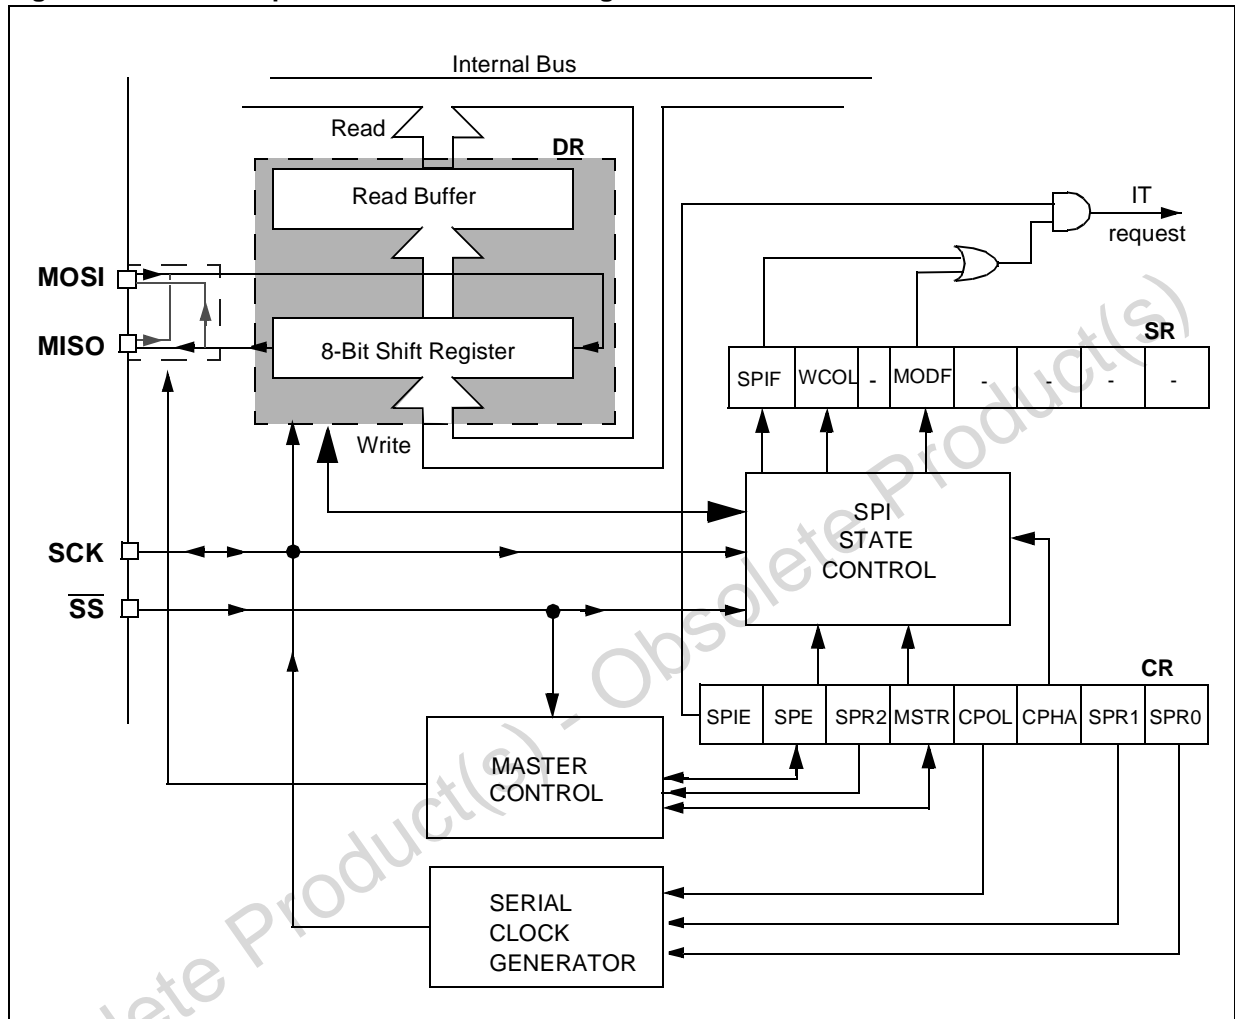 Internal Bus
Read
DR
Read Buffer
IT
request
MOSI
MISO
8-Bit Shift Register
SR
SPIF WCOL - MODF - - - -
Write
SPI
STATE
CONTROL
SCK
SS
CR
SPIE SPE SPR2 MSTR CPOL CPHA SPR1 SPR0
MASTER
CONTROL
SERIAL
CLOCK
GENERATOR
lete Product(s) - Obsolete Product(s)